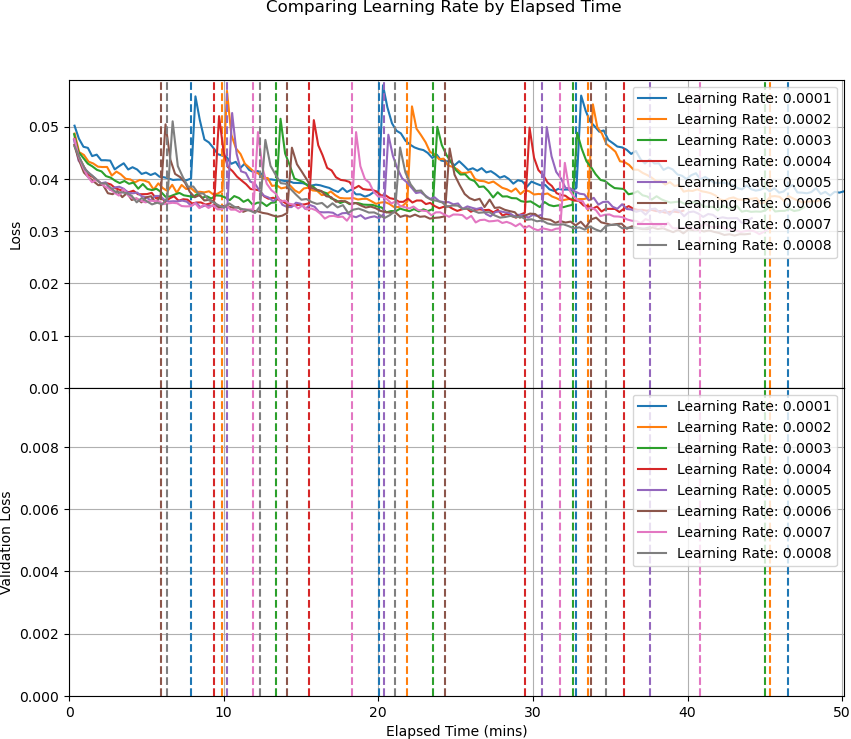 Comparing Learning Rate by Elapsed Time
Loss
0.05
0.04
0.03
0.02
0.01
0.00
Learning Rate: 0.0001
Learning Rate: 0.0002
Learning Rate: 0.0003
Learning Rate: 0.0004
Learning Rate: 0.0005
Learning Rate: 0.0006
Learning Rate: 0.0007
Learning Rate: 0.0008
Validation Loss
0.008
0.006
0.004
0.002
0.000
Learning Rate: 0.0001
Learning Rate: 0.0002
Learning Rate: 0.0003
Learning Rate: 0.0004
Learning Rate: 0.0005
Learning Rate: 0.0006
Learning Rate: 0.0007
Learning Rate: 0.0008
0 10 20 30 40 50
Elapsed Time (mins)